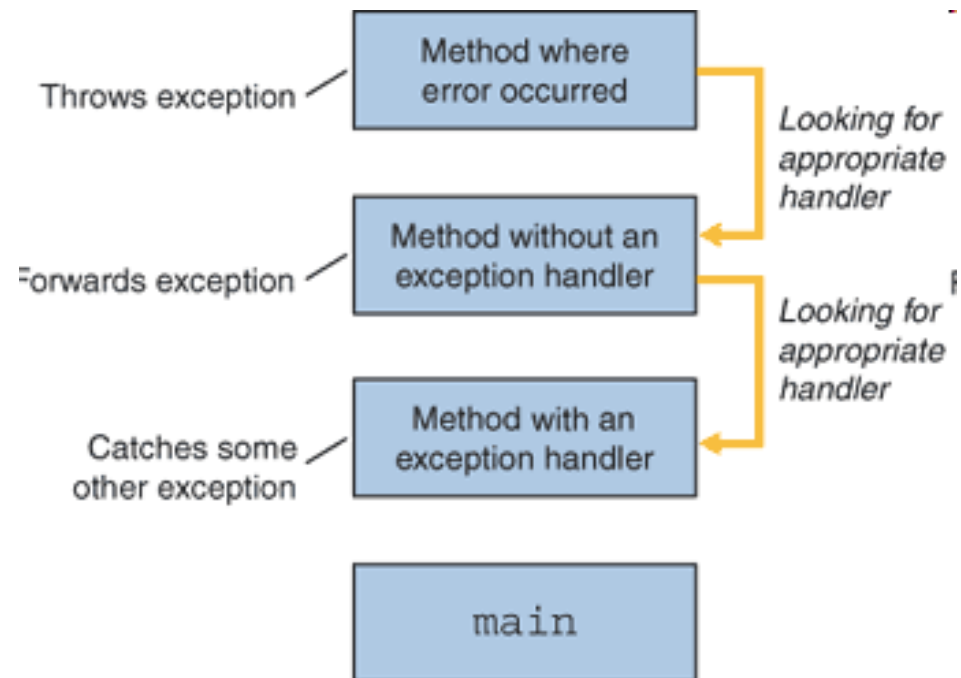 Method where
error occurred
Throws exception
Looking for
appropriate
handler
Method without an
exception handler
Forwards exception
Looking for
appropriate
handler
Method with an
exception handler
Catches some
other exception
main